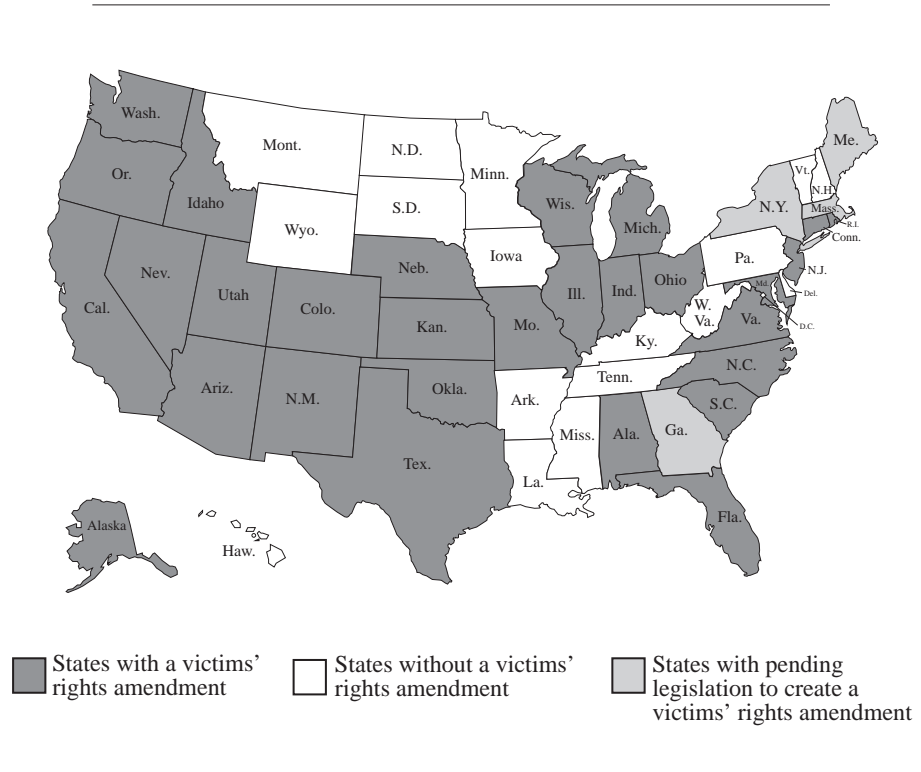 Wash.
Mont.
N.D.
Minn.
Or.
Idaho
Wyo.
S.D.
Wis.
Mich.
N.Y.
Vt.
N.H.
Me.
Mass.
R.I.
Conn.
Nev.
Utah
Colo.
Neb.
Iowa
Ill.
Ind.
Ohio
Pa.
N.J.
Md.
Del.
D.C.
Cal.
Kan.
Mo.
Ky.
W.
Va.
Va.
Ariz.
N.M.
Okla.
Ark.
Tenn.
N.C.
S.C.
Tex.
La.
Miss.
Ala.
Ga.
Fla.
Alaska
Haw.
States with a victims’
rights amendment
States without a victims’
rights amendment
States with pending
legislation to create a
victims’ rights amendment